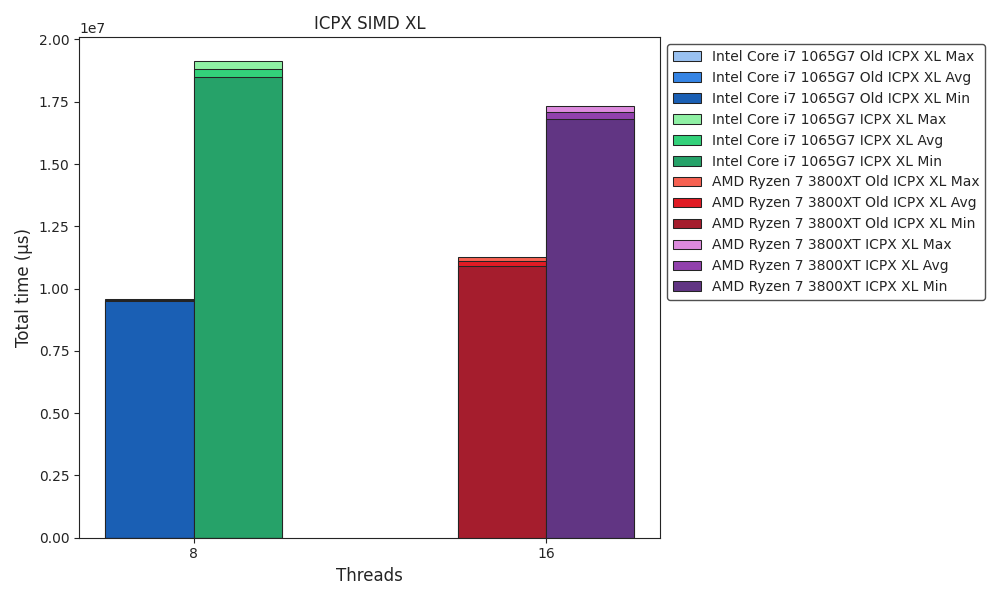 ICPX SIMD XL
1e7
2.00
1.75
1.50
1.25
1.00
0.75
0.50
0.25
0.00
Total time (µs)
8
16
Threads
Intel Core i7 1065G7 Old ICPX XL Max
Intel Core i7 1065G7 Old ICPX XL Avg
Intel Core i7 1065G7 Old ICPX XL Min
Intel Core i7 1065G7 ICPX XL Max
Intel Core i7 1065G7 ICPX XL Avg
Intel Core i7 1065G7 ICPX XL Min
AMD Ryzen 7 3800XT Old ICPX XL Max
AMD Ryzen 7 3800XT Old ICPX XL Avg
AMD Ryzen 7 3800XT Old ICPX XL Min
AMD Ryzen 7 3800XT ICPX XL Max
AMD Ryzen 7 3800XT ICPX XL Avg
AMD Ryzen 7 3800XT ICPX XL Min